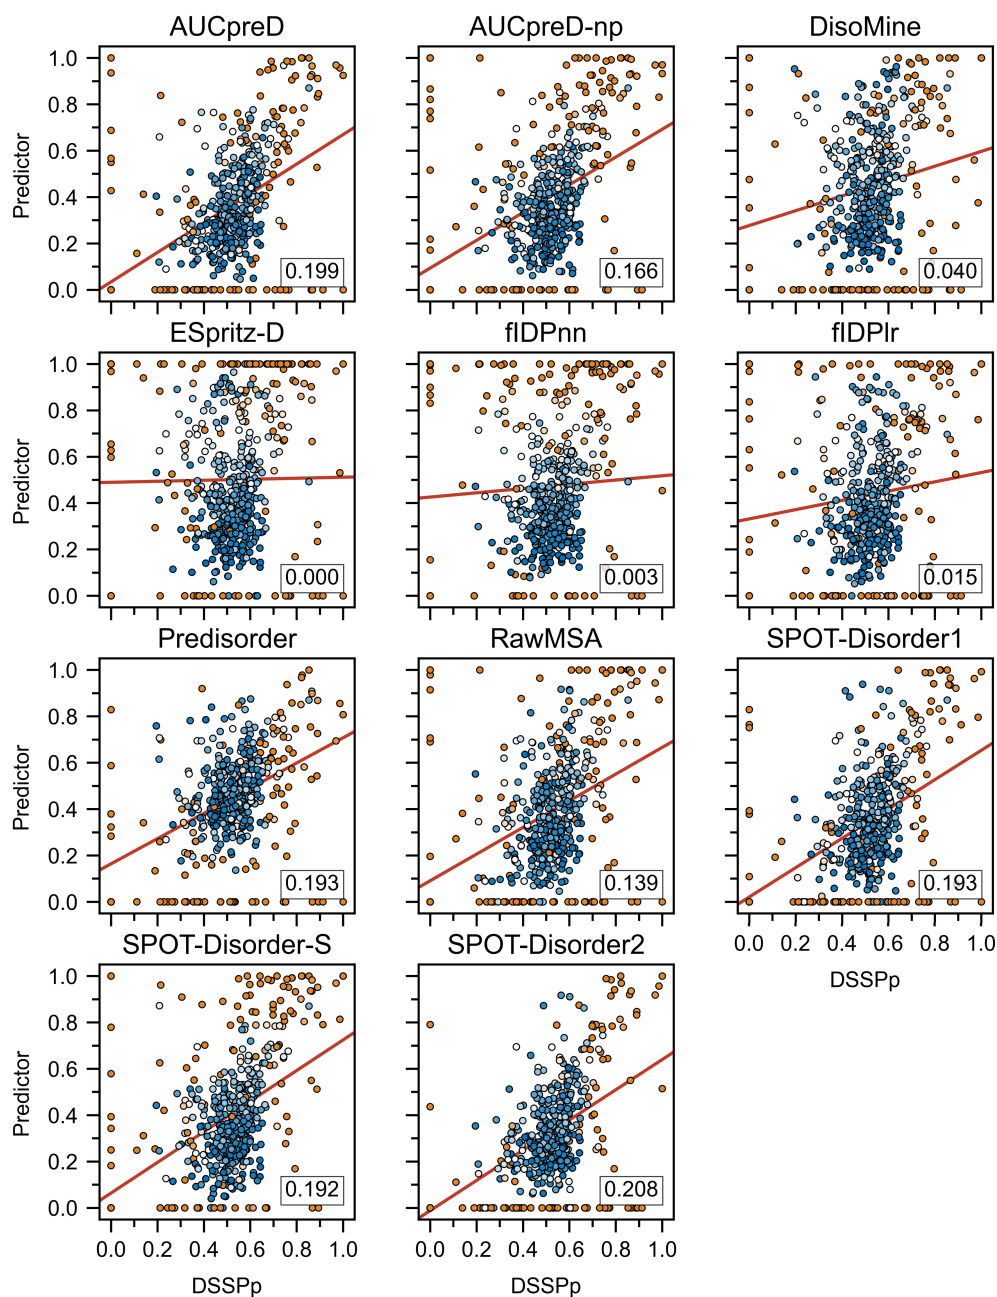 AUCpreD AUCpreD-np DisoMine
1.0
0.8
0.6
0.4
0.2
0.0
Predictor
0.199 0.166 0.040
ESpritz-D flDPnn flDPlr
1.0
0.8
0.6
0.4
0.2
0.0
Predictor
0.000 0.003 0.015
Predisorder RawMSA SPOT-Disorder1
1.0
0.8
0.6
0.4
0.2
0.0
Predictor
0.193 0.139 0.193
0.0 0.2 0.4 0.6 0.8 1.0
DSSPp
SPOT-Disorder-S SPOT-Disorder2
1.0
0.8
0.6
0.4
0.2
0.0
Predictor
0.192 0.208
0.0 0.2 0.4 0.6 0.8 1.0 0.0 0.2 0.4 0.6 0.8 1.0
DSSPp DSSPp